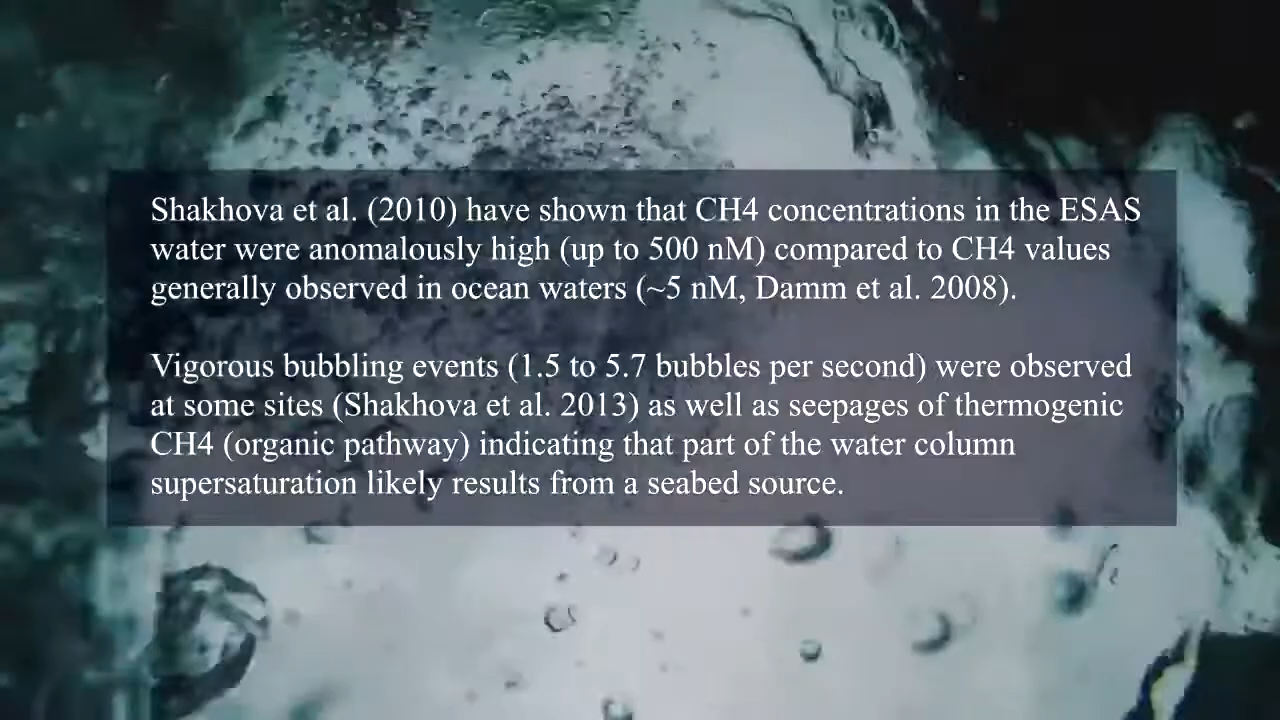 Shakhova et al. (2010) have shown that CH4 concentrations in the ESAS
water were anomalously high (up to 500 nM) compared to CH4 values
generally observed in ocean waters (~5 nM, Damm et al. 2008).
Vigorous bubbling events (1.5 to 5.7 bubbles per second) were observed
at some sites (Shakhova et al. 2013) as well as seepages of thermogenic
CH4 (organic pathway) indicating that part of the water column
supersaturation likely results from a seabed source.